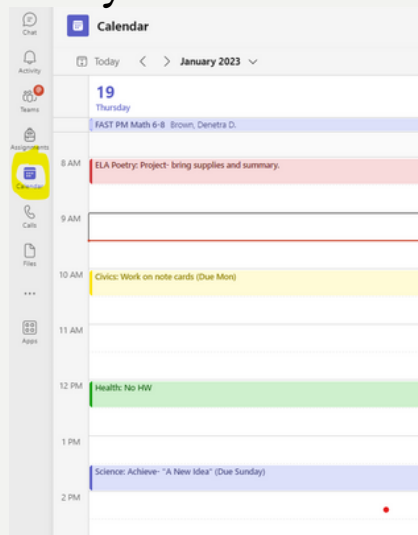 Chat
Activity
Teams
Assignments
Calendar
Calls
Files
...
Apps
Calendar
Today < > January 2023
19
Thursday
FAST PM Math 6-8 Brown, Denetra D.
8 AM ELA Poetry: Project- bring supplies and summary.
9 AM
10 AM Civics: Work on note cards (Due Mon)
11 AM
12 PM Health: No HW
1 PM
Science: Achieve- "A New Idea" (Due Sunday)
2 PM